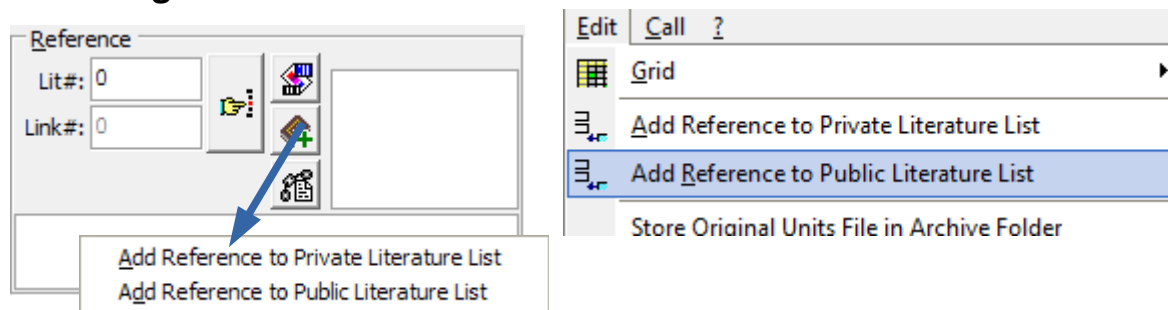 Reference
Lit#: 0
Link#: 0
Add Reference to Private Literature List
Add Reference to Public Literature List
Edit Call ?
Grid
Add Reference to Private Literature List
Add Reference to Public Literature List
Store Original Units File in Archive Folder